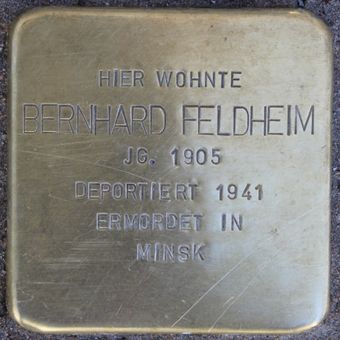 HIER WOHNTE
BERNHARD FELDHEIM
JG. 1905
DEPORTIERT 1941
ERMORDET IN
MINSK